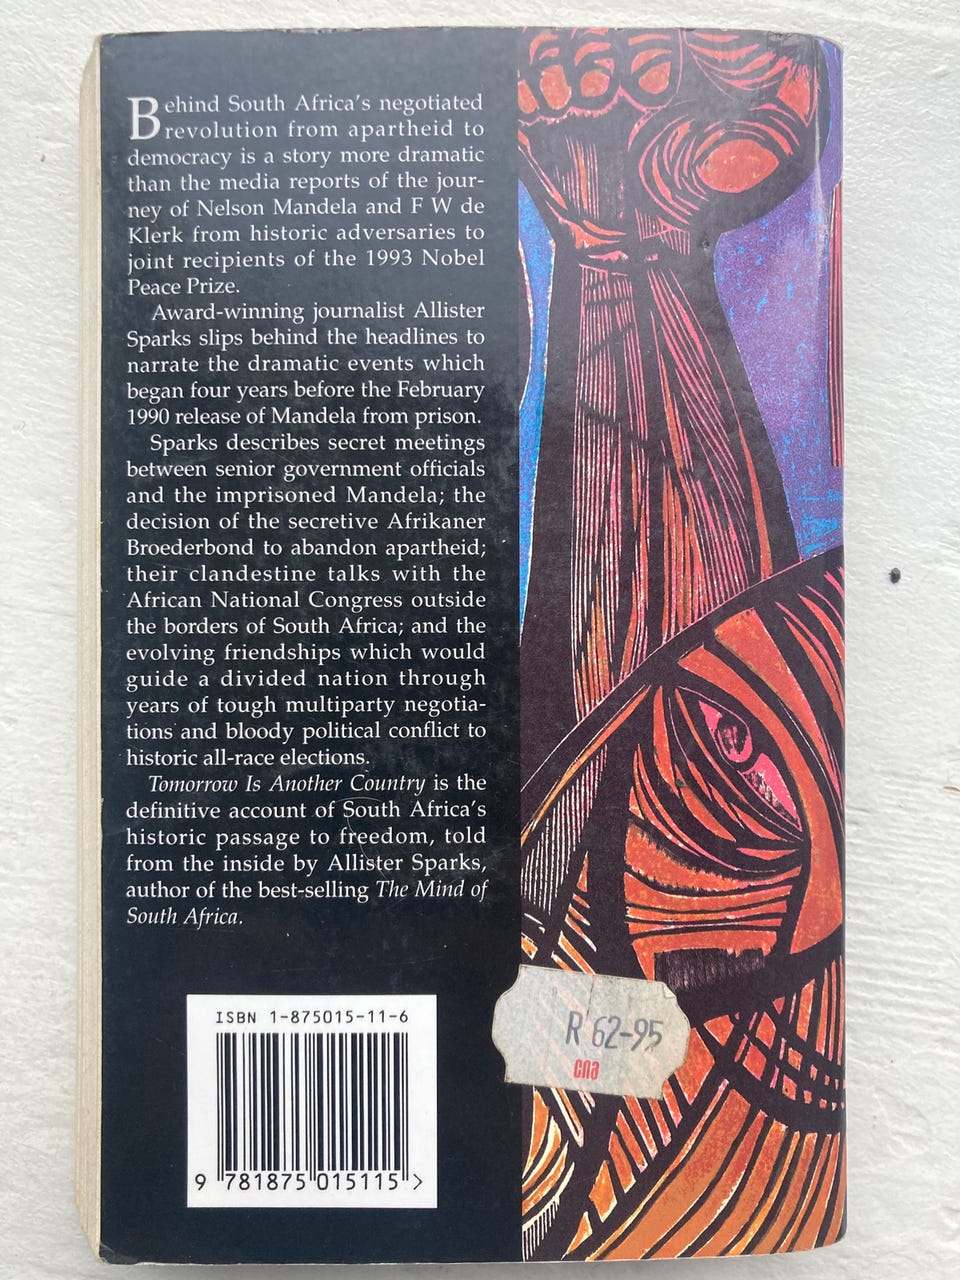 Behind South Africa's negotiated
revolution from apartheid to
democracy is a story more dramatic
than the media reports of the jour-
ney of Nelson Mandela and F W de
Klerk from historic adversaries to
joint recipients of the 1993 Nobel
Peace Prize.
Award-winning journalist Allister
Sparks slips behind the headlines to
narrate the dramatic events which
began four years before the February
1990 release of Mandela from prison.
Sparks describes secret meetings
between senior government officials
and the imprisoned Mandela; the
decision of the secretive Afrikaner
Broederbond to abandon apartheid;
their clandestine talks with the
African National Congress outside
the borders of South Africa; and the
evolving friendships which would
guide a divided nation through
years of tough multiparty negotia-
tions and bloody political conflict to
historic all-race elections.
Tomorrow Is Another Country is the
definitive account of South Africa's
historic passage to freedom, told
from the inside by Allister Sparks,
author of the best-selling The Mind of
South Africa.
ISBN 1-875015-11-6
9 781875 015115 >
R 62-95
cna